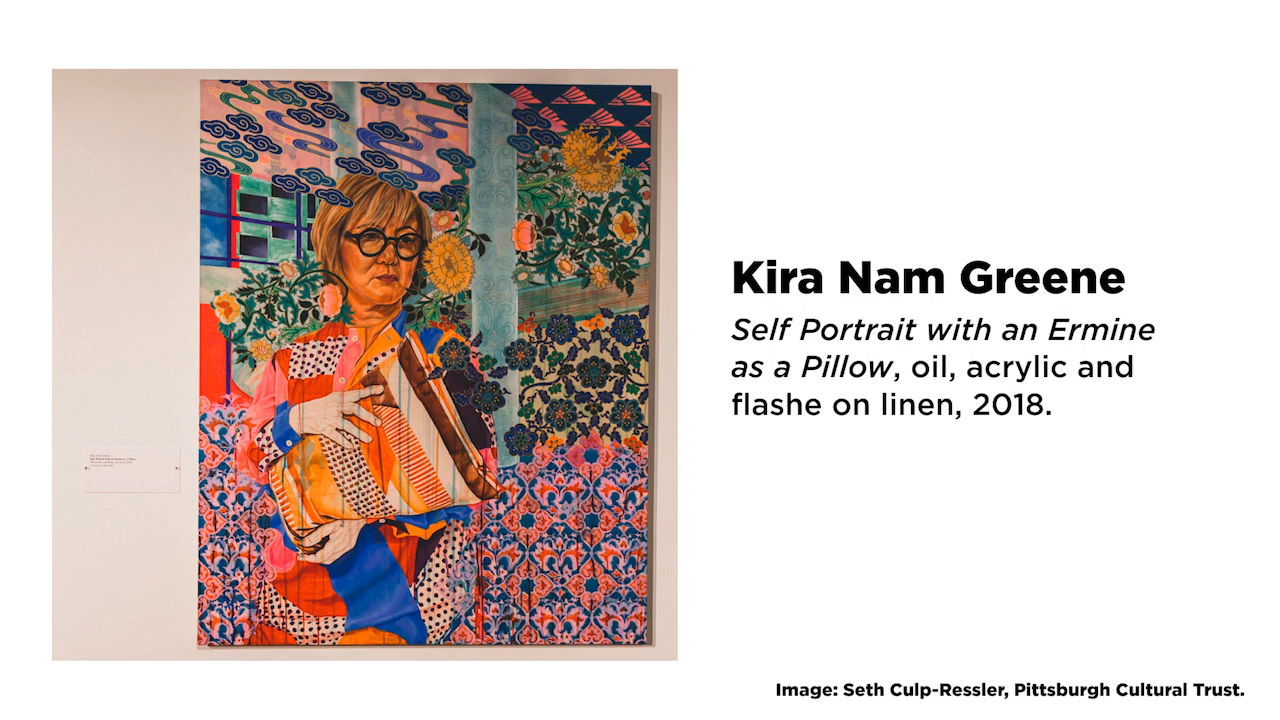 Kira Nam Greene
Self Portrait with an Ermine
as a Pillow, oil, acrylic and
flashe on linen, 2018.
Image: Seth Culp-Ressler, Pittsburgh Cultural Trust.